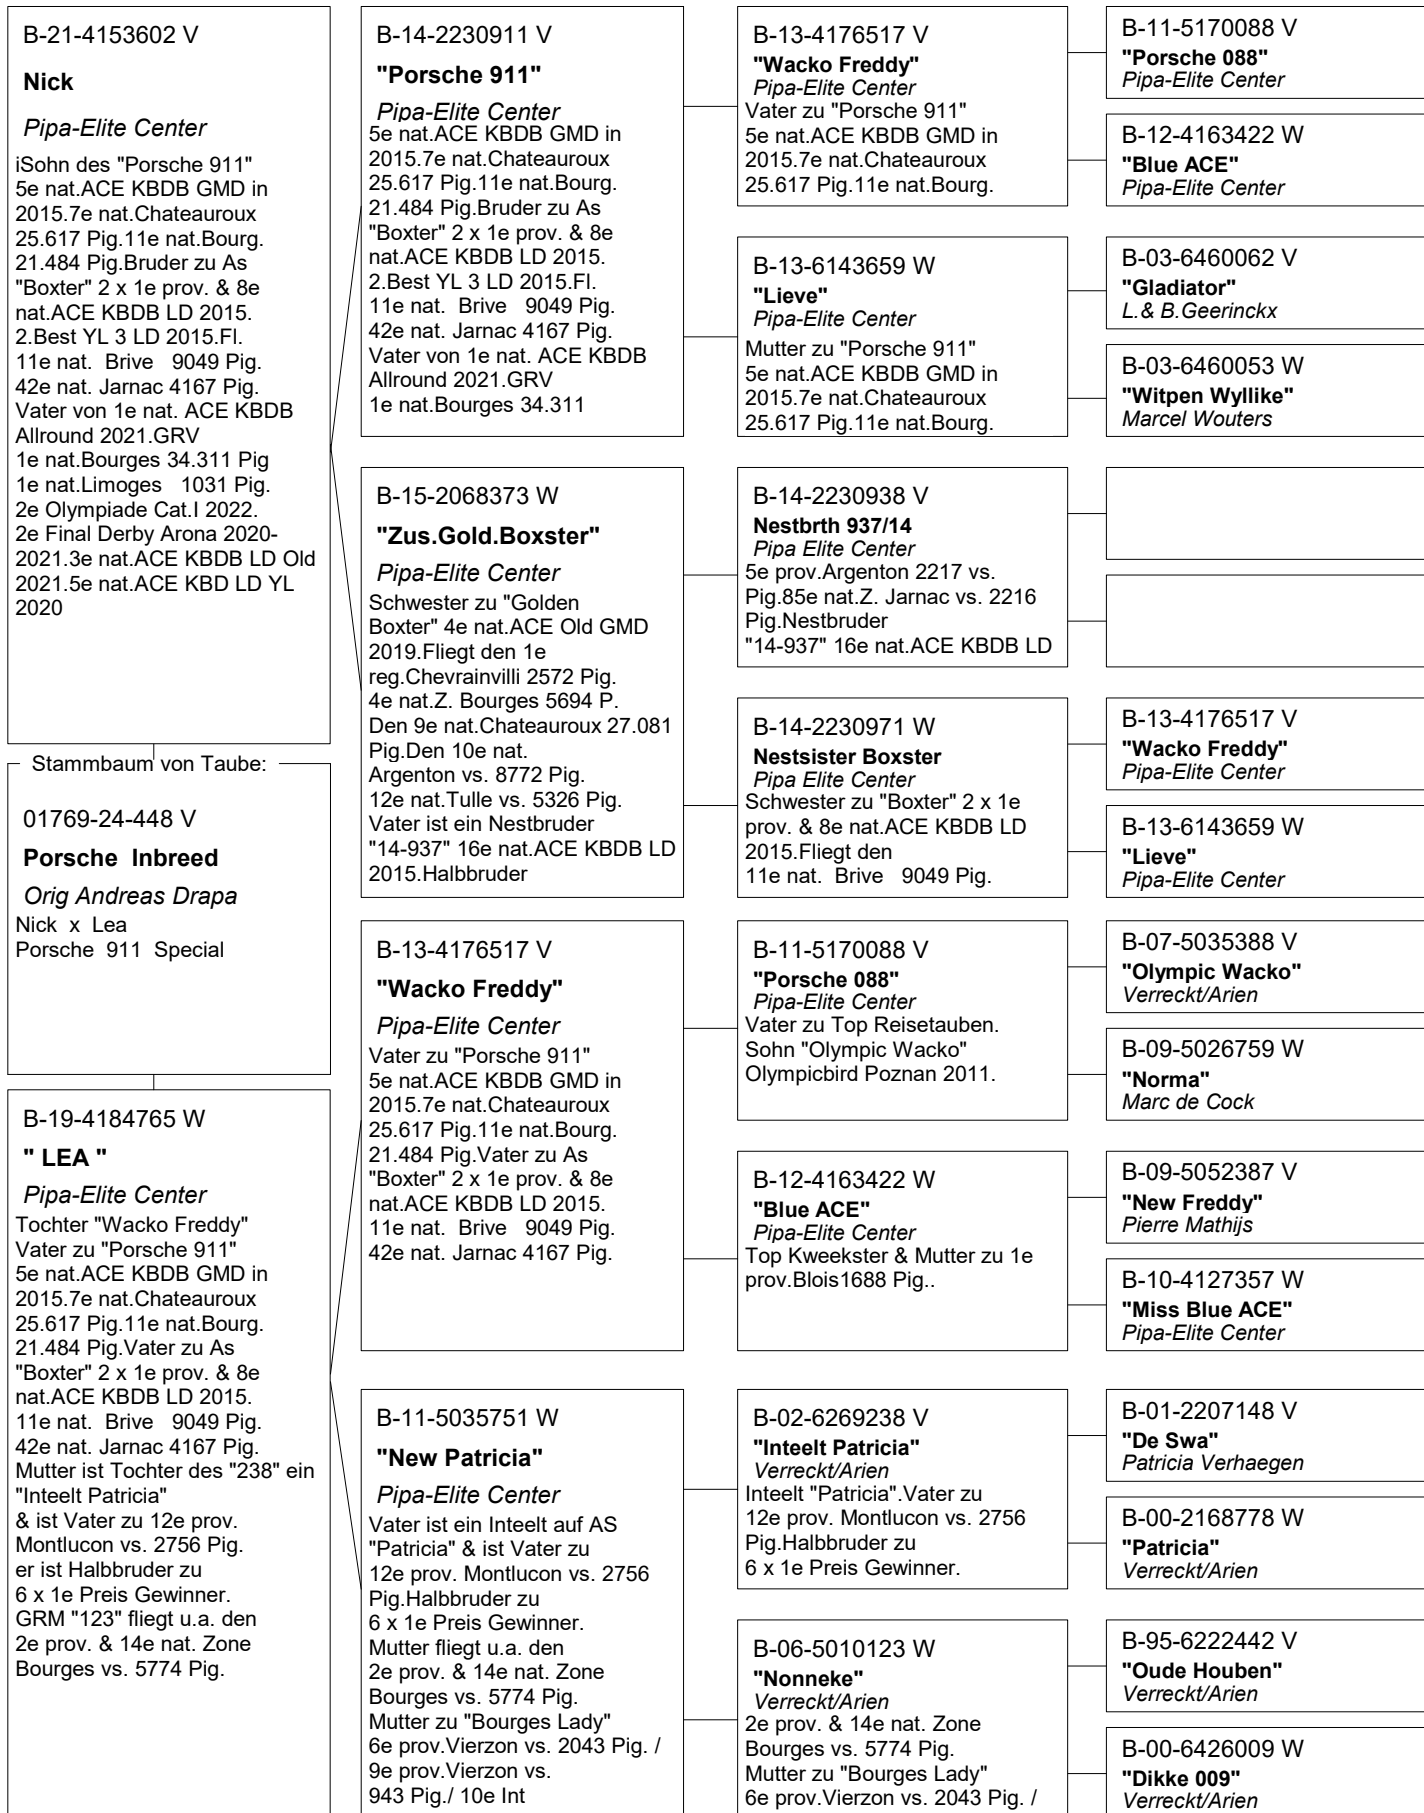 B-21-4153602 V
Nick
Pipa-Elite Center
iSohn des "Porsche 911"
5e nat.ACE KBDB GMD in
2015.7e nat.Chateauroux
25.617 Pig.11e nat.Bourg.
21.484 Pig.Bruder zu As
"Boxter" 2 x 1e prov. & 8e
nat.ACE KBDB LD 2015.
2.Best YL 3 LD 2015.Fl.
11e nat. Brive 9049 Pig.
42e nat. Jarnac 4167 Pig.
Vater von 1e nat. ACE KBDB
Allround 2021.GRV
1e nat.Bourges 34.311 Pig
1e nat.Limoges 1031 Pig.
2e Olympiade Cat.I 2022.
2e Final Derby Arona 2020-
2021.3e nat.ACE KBDB LD Old
2021.5e nat.ACE KBD LD YL
2020
Stammbaum von Taube:
01769-24-448 V
Porsche Inbreed
Orig Andreas Drapa
Nick x Lea
Porsche 911 Special
B-19-4184765 W
" LEA "
Pipa-Elite Center
Tochter "Wacko Freddy"
Vater zu "Porsche 911"
5e nat.ACE KBDB GMD in
2015.7e nat.Chateauroux
25.617 Pig.11e nat.Bourg.
21.484 Pig.Vater zu As
"Boxter" 2 x 1e prov. & 8e
nat.ACE KBDB LD 2015.
11e nat. Brive 9049 Pig.
42e nat. Jarnac 4167 Pig.
Mutter ist Tochter des "238" ein
"Inteelt Patricia"
& ist Vater zu 12e prov.
Montlucon vs. 2756 Pig.
er ist Halbbruder zu
6 x 1e Preis Gewinner.
GRM "123" fliegt u.a. den
2e prov. & 14e nat. Zone
Bourges vs. 5774 Pig.
B-14-2230911 V
"Porsche 911"
Pipa-Elite Center
5e nat.ACE KBDB GMD in
2015.7e nat.Chateauroux
25.617 Pig.11e nat.Bourg.
21.484 Pig.Bruder zu As
"Boxter" 2 x 1e prov. & 8e
nat.ACE KBDB LD 2015.
2.Best YL 3 LD 2015.Fl.
11e nat. Brive 9049 Pig.
42e nat. Jarnac 4167 Pig.
Vater von 1e nat. ACE KBDB
Allround 2021.GRV
1e nat.Bourges 34.311
B-15-2068373 W
"Zus.Gold.Boxster"
Pipa-Elite Center
Schwester zu "Golden
Boxter" 4e nat.ACE Old GMD
2019.Fliegt den 1e
reg.Chevrainvilli 2572 Pig.
4e nat.Z. Bourges 5694 P.
Den 9e nat.Chateauroux 27.081
Pig.Den 10e nat.
Argenton vs. 8772 Pig.
12e nat.Tulle vs. 5326 Pig.
Vater ist ein Nestbruder
"14-937" 16e nat.ACE KBDB LD
2015.Halbbruder
B-13-4176517 V
"Wacko Freddy"
Pipa-Elite Center
Vater zu "Porsche 911"
5e nat.ACE KBDB GMD in
2015.7e nat.Chateauroux
25.617 Pig.11e nat.Bourg.
21.484 Pig.Vater zu As
"Boxter" 2 x 1e prov. & 8e
nat.ACE KBDB LD 2015.
11e nat. Brive 9049 Pig.
42e nat. Jarnac 4167 Pig.
B-11-5035751 W
"New Patricia"
Pipa-Elite Center
Vater ist ein Inteelt auf AS
"Patricia" & ist Vater zu
12e prov. Montlucon vs. 2756
Pig.Halbbruder zu
6 x 1e Preis Gewinner.
Mutter fliegt u.a. den
2e prov. & 14e nat. Zone
Bourges vs. 5774 Pig.
Mutter zu "Bourges Lady"
6e prov.Vierzon vs. 2043 Pig. /
9e prov.Vierzon vs.
943 Pig./ 10e Int
B-13-4176517 V
"Wacko Freddy"
Pipa-Elite Center
Vater zu "Porsche 911"
5e nat.ACE KBDB GMD in
2015.7e nat.Chateauroux
25.617 Pig.11e nat.Bourg.
B-13-6143659 W
"Lieve"
Pipa-Elite Center
Mutter zu "Porsche 911"
5e nat.ACE KBDB GMD in
2015.7e nat.Chateauroux
25.617 Pig.11e nat.Bourg.
B-14-2230938 V
Nestbrth 937/14
Pipa Elite Center
5e prov.Argenton 2217 vs.
Pig.85e nat.Z. Jarnac vs. 2216
Pig.Nestbruder
"14-937" 16e nat.ACE KBDB LD
B-14-2230971 W
Nestsister Boxster
Pipa Elite Center
Schwester zu "Boxter" 2 x 1e
prov. & 8e nat.ACE KBDB LD
2015.Fliegt den
11e nat. Brive 9049 Pig.
B-11-5170088 V
"Porsche 088"
Pipa-Elite Center
Vater zu Top Reisetauben.
Sohn "Olympic Wacko"
Olympicbird Poznan 2011.
B-12-4163422 W
"Blue ACE"
Pipa-Elite Center
Top Kweekster & Mutter zu 1e
prov.Blois1688 Pig..
B-02-6269238 V
"Inteelt Patricia"
Verreckt/Arien
Inteelt "Patricia".Vater zu
12e prov. Montlucon vs. 2756
Pig.Halbbruder zu
6 x 1e Preis Gewinner.
B-06-5010123 W
"Nonneke"
Verreckt/Arien
2e prov. & 14e nat. Zone
Bourges vs. 5774 Pig.
Mutter zu "Bourges Lady"
6e prov.Vierzon vs. 2043 Pig. /
B-11-5170088 V
"Porsche 088"
Pipa-Elite Center
B-12-4163422 W
"Blue ACE"
Pipa-Elite Center
B-03-6460062 V
"Gladiator"
L.& B.Geerinckx
B-03-6460053 W
"Witpen Wyllike"
Marcel Wouters
B-13-4176517 V
"Wacko Freddy"
Pipa-Elite Center
B-13-6143659 W
"Lieve"
Pipa-Elite Center
B-07-5035388 V
"Olympic Wacko"
Verreckt/Arien
B-09-5026759 W
"Norma"
Marc de Cock
B-09-5052387 V
"New Freddy"
Pierre Mathijs
B-10-4127357 W
"Miss Blue ACE"
Pipa-Elite Center
B-01-2207148 V
"De Swa"
Patricia Verhaegen
B-00-2168778 W
"Patricia"
Verreckt/Arien
B-95-6222442 V
"Oude Houben"
Verreckt/Arien
B-00-6426009 W
"Dikke 009"
Verreckt/Arien